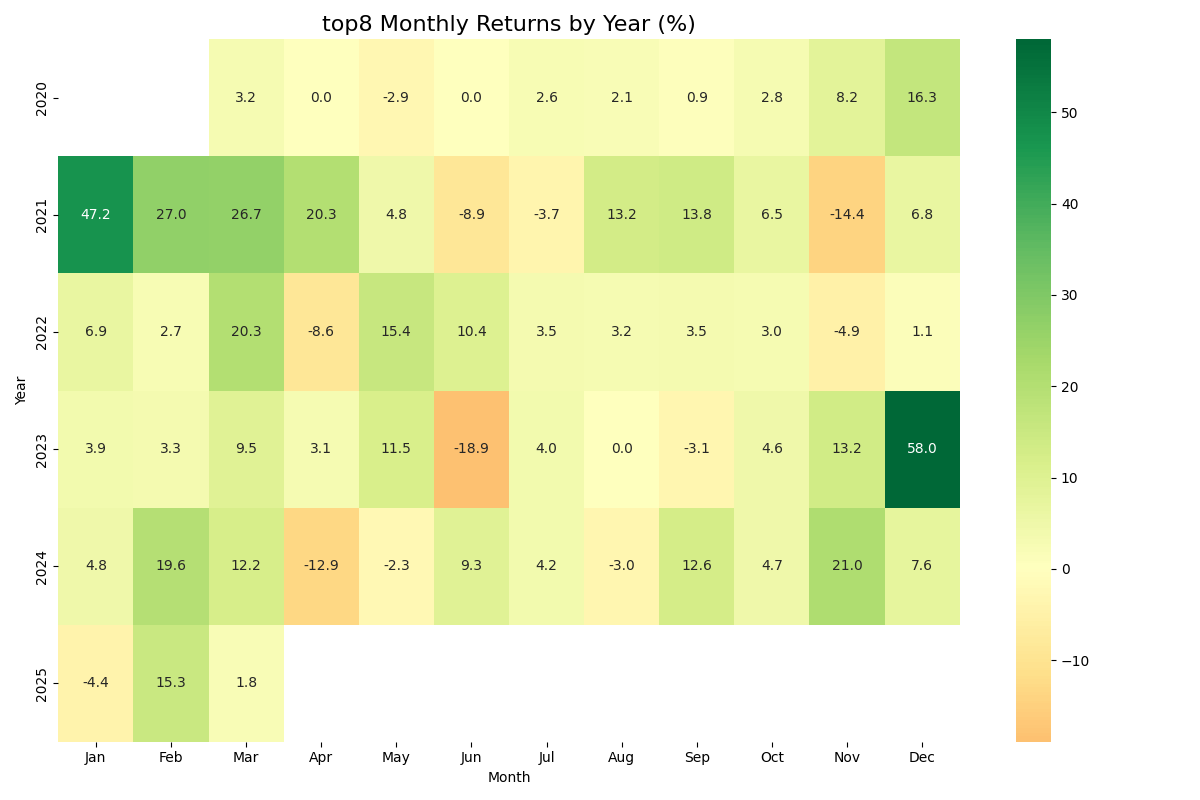 top8 Monthly Returns by Year (%)
2020 3.2 0.0 -2.9 0.0 2.6 2.1 0.9 2.8 8.2 16.3
2021 47.2 27.0 26.7 20.3 4.8 -8.9 -3.7 13.2 13.8 6.5 -14.4 6.8
2022 6.9 2.7 20.3 -8.6 15.4 10.4 3.5 3.2 3.5 3.0 -4.9 1.1
Year
2023 3.9 3.3 9.5 3.1 11.5 -18.9 4.0 0.0 -3.1 4.6 13.2 58.0
2024 4.8 19.6 12.2 -12.9 -2.3 9.3 4.2 -3.0 12.6 4.7 21.0 7.6
2025 -4.4 15.3 1.8
Jan Feb Mar Apr May Jun Jul Aug Sep Oct Nov Dec
Month
50
40
30
20
10
0
−10